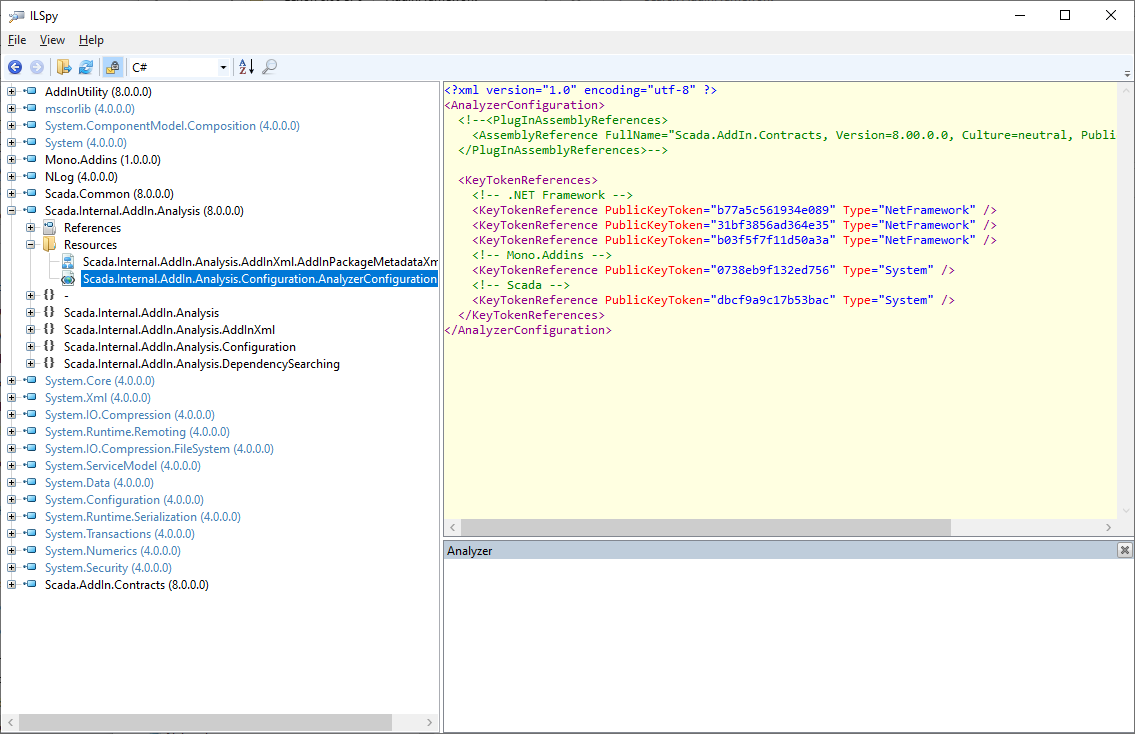 ILSpy
File View Help
C#
AddInUtility (8.0.0.0)
mscorlib (4.0.0.0)
System.ComponentModel.Composition (4.0.0.0)
System (4.0.0.0)
Mono.Addins (1.0.0.0)
NLog (4.0.0.0)
Scada.Common (8.0.0.0)
Scada.Internal.AddIn.Analysis (8.0.0.0)
References
Resources
Scada.Internal.AddIn.Analysis.AddInXml.AddInPackageMetadataXm
Scada.Internal.AddIn.Analysis.Configuration.AnalyzerConfiguration
{} -
{} Scada.Internal.AddIn.Analysis
{} Scada.Internal.AddIn.Analysis.AddInXml
{} Scada.Internal.AddIn.Analysis.Configuration
{} Scada.Internal.AddIn.Analysis.DependencySearching
System.Core (4.0.0.0)
System.Xml (4.0.0.0)
System.IO.Compression (4.0.0.0)
System.Runtime.Remoting (4.0.0.0)
System.IO.Compression.FileSystem (4.0.0.0)
System.ServiceModel (4.0.0.0)
System.Data (4.0.0.0)
System.Configuration (4.0.0.0)
System.Runtime.Serialization (4.0.0.0)
System.Transactions (4.0.0.0)
System.Numerics (4.0.0.0)
System.Security (4.0.0.0)
Scada.AddIn.Contracts (8.0.0.0)
<?xml version="1.0" encoding="utf-8" ?>
<AnalyzerConfiguration>
<!--<PlugInAssemblyReferences>
<AssemblyReference FullName="Scada.AddIn.Contracts, Version=8.00.0.0, Culture=neutral, Publi
</PlugInAssemblyReferences>-->
<KeyTokenReferences>
<!-- .NET Framework -->
<KeyTokenReference PublicKeyToken="b77a5c561934e089" Type="NetFramework" />
<KeyTokenReference PublicKeyToken="31bf3856ad364e35" Type="NetFramework" />
<KeyTokenReference PublicKeyToken="b03f5f7f11d50a3a" Type="NetFramework" />
<!-- Mono.Addins -->
<KeyTokenReference PublicKeyToken="0738eb9f132ed756" Type="System" />
<!-- Scada -->
<KeyTokenReference PublicKeyToken="dbcf9a9c17b53bac" Type="System" />
</KeyTokenReferences>
</AnalyzerConfiguration>
Analyzer